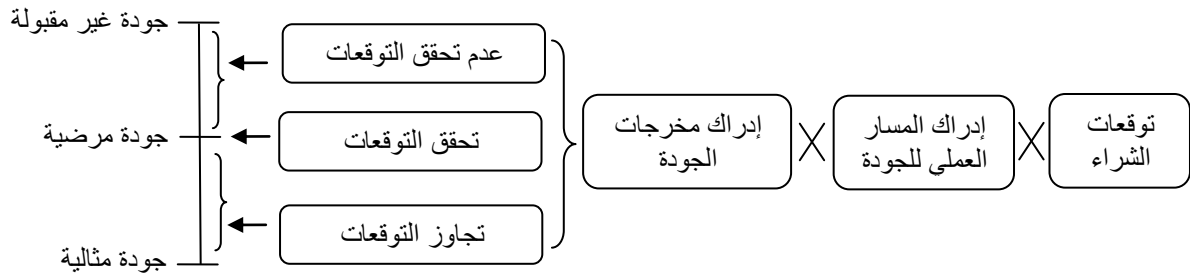 توقعات
الشراء
إدراك المسار
العملي للجودة
إدراك مخرجات
الجودة
عدم تحقق التوقعات
تحقق التوقعات
تجاوز التوقعات
جودة غير مقبولة
جودة مرضية
جودة مثالية